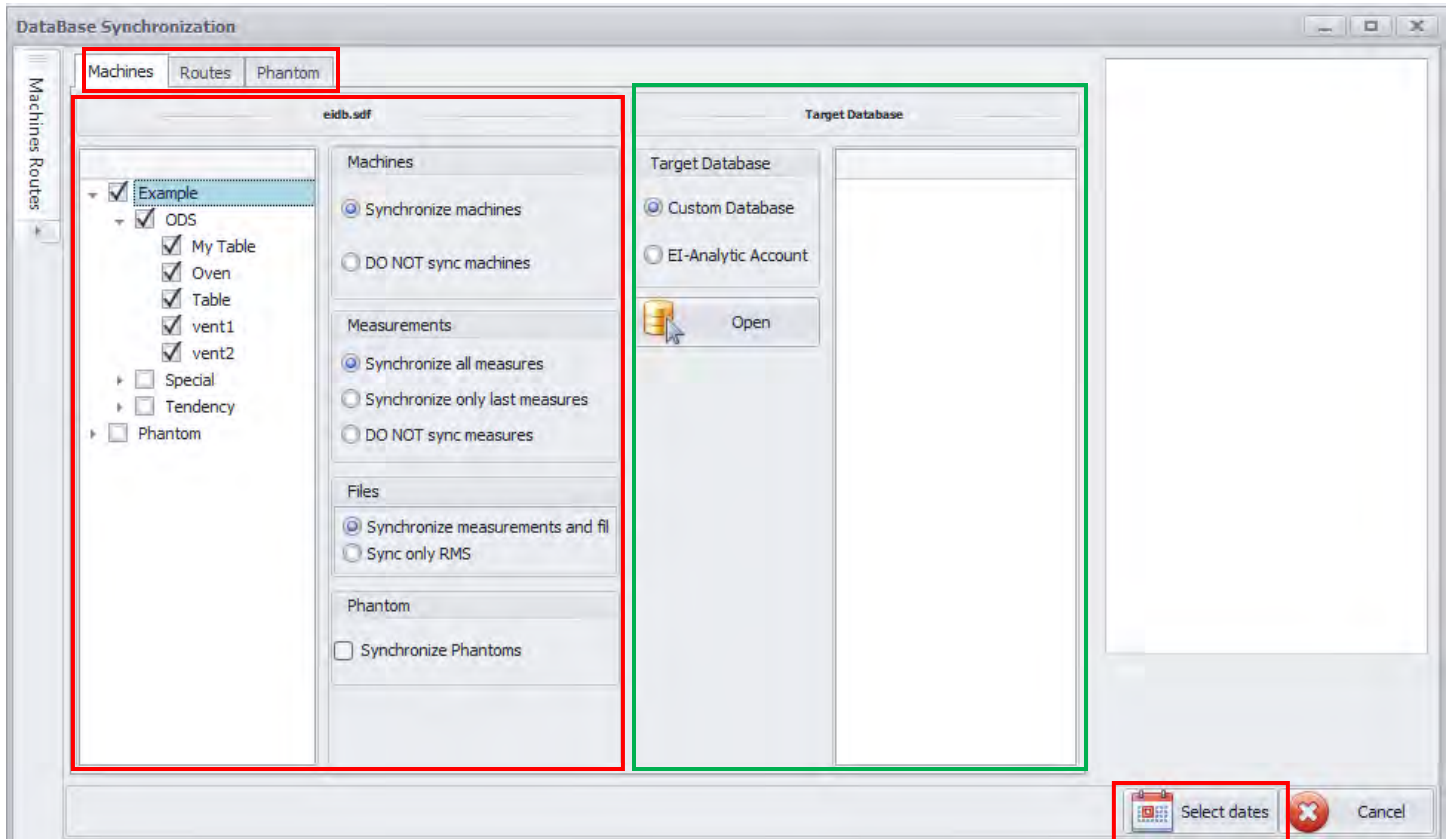 DataBase Synchronization
Machines Routes
Machines
Routes
Phantom
eidb.sdf
Example
ODS
My Table
Oven
Table
vent1
vent2
Special
Tendency
Phantom
Machines
Synchronize machines
DO NOT sync machines
Measurements
Synchronize all measures
Synchronize only last measures
DO NOT sync measures
Files
Synchronize measurements and fil
Sync only RMS
Phantom
Synchronize Phantoms
Target Database
Target Database
Custom Database
EI-Analytic Account
Open
Select dates
Cancel